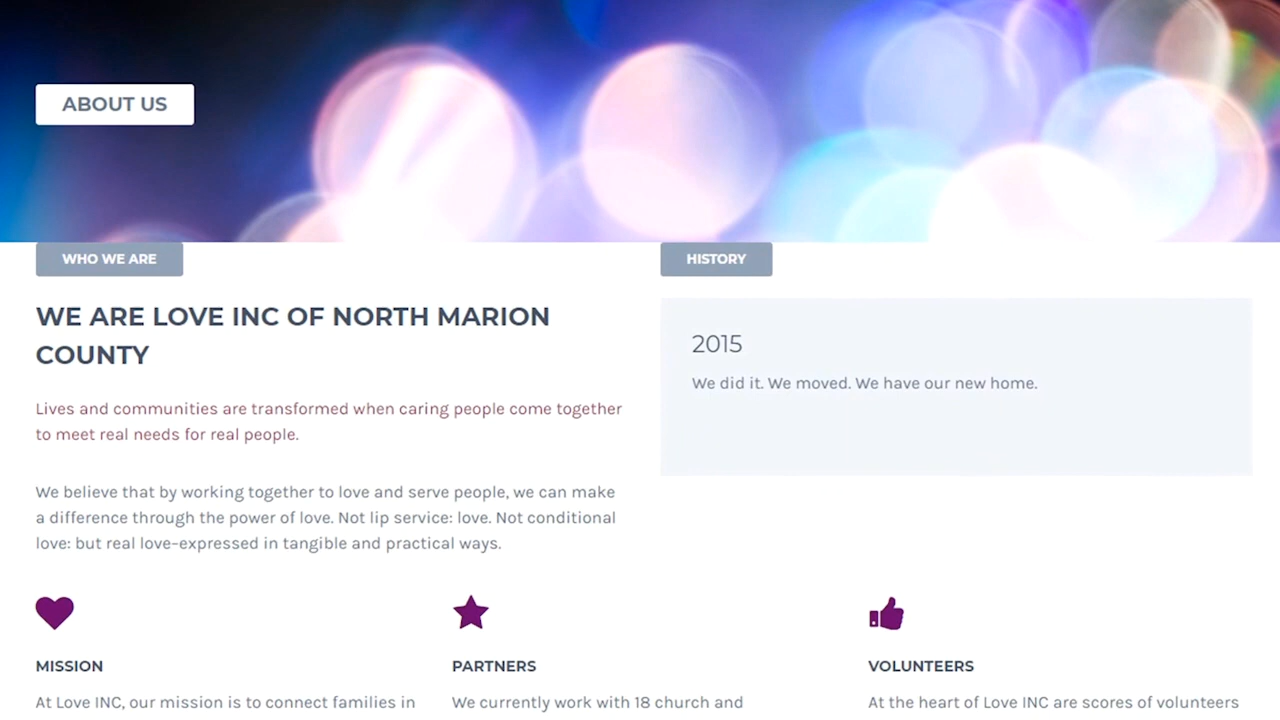 ABOUT US
WHO WE ARE
WE ARE LOVE INC OF NORTH MARION
COUNTY
Lives and communities are transformed when caring people come together
to meet real needs for real people.
We believe that by working together to love and serve people, we can make
a difference through the power of love. Not lip service: love. Not conditional
love: but real love–expressed in tangible and practical ways.
HISTORY
2015
We did it. We moved. We have our new home.
MISSION
At Love INC, our mission is to connect families in
PARTNERS
We currently work with 18 church and
VOLUNTEERS
At the heart of Love INC are scores of volunteers